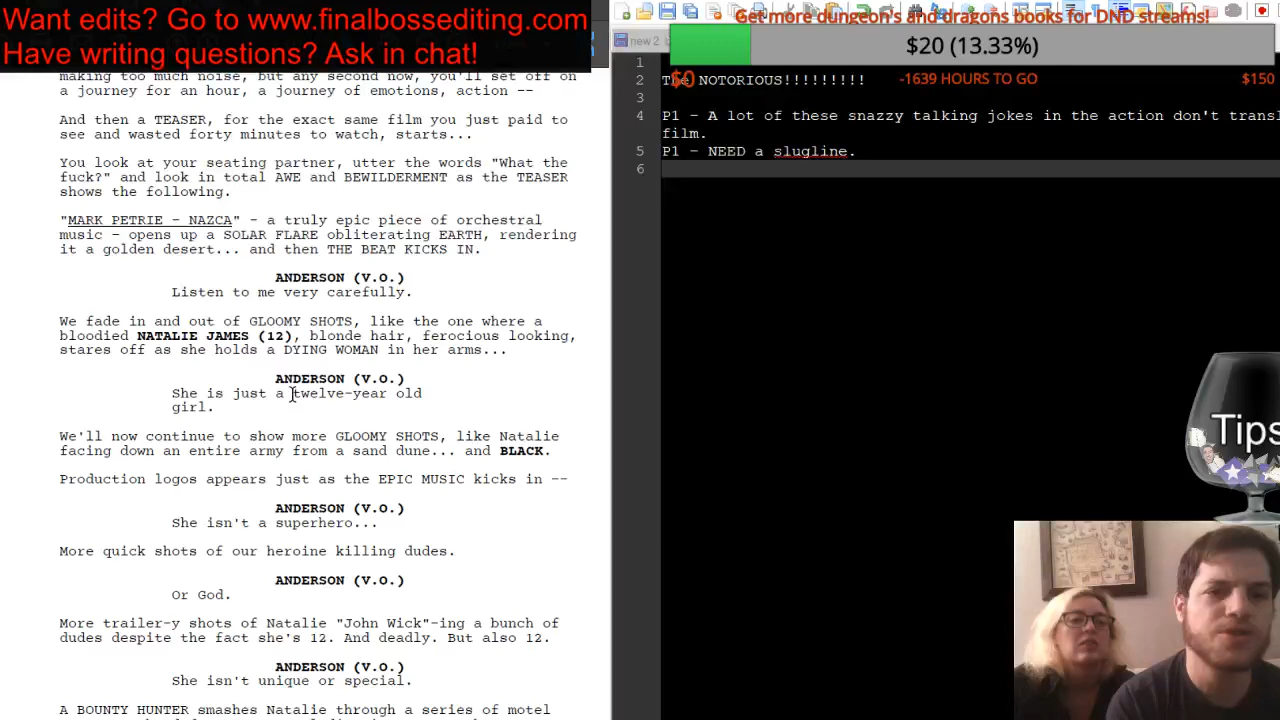 Want edits? Go to www.finalbossediting.com
Have writing questions? Ask in chat!
making too much noise, but any second now, you'll set off on
a journey for an hour, a journey of emotions, action --
And then a TEASER, for the exact same film you just paid to
see and wasted forty minutes to watch, starts...
You look at your seating partner, utter the words "What the
fuck?" and look in total AWE and BEWILDERMENT as the TEASER
shows the following.
"MARK PETRIE - NAZCA" - a truly epic piece of orchestral
music - opens up a SOLAR FLARE obliterating EARTH, rendering
it a golden desert... and then THE BEAT KICKS IN.
ANDERSON (V.O.)
Listen to me very carefully.
We fade in and out of GLOOMY SHOTS, like the one where a
bloodied NATALIE JAMES (12), blonde hair, ferocious looking,
stares off as she holds a DYING WOMAN in her arms...
ANDERSON (V.O.)
She is just a twelve-year old
girl.
We'll now continue to show more GLOOMY SHOTS, like Natalie
facing down an entire army from a sand dune... and BLACK.
Production logos appears just as the EPIC MUSIC kicks in --
ANDERSON (V.O.)
She isn't a superhero...
More quick shots of our heroine killing dudes.
ANDERSON (V.O.)
Or God.
More trailer-y shots of Natalie "John Wick"-ing a bunch of
dudes despite the fact she's 12. And deadly. But also 12.
ANDERSON (V.O.)
She isn't unique or special.
A BOUNTY HUNTER smashes Natalie through a series of motel
Get more dungeon's and dragons books for DND streams!
new 2
$20 (13.33%)
$0
-1639 HOURS TO GO
$150
1
2 The NOTORIOUS!!!!!!!!!
3
4 P1 - A lot of these snazzy talking jokes in the action don't transl
film.
5 P1 - NEED a slugline.
6
Tips